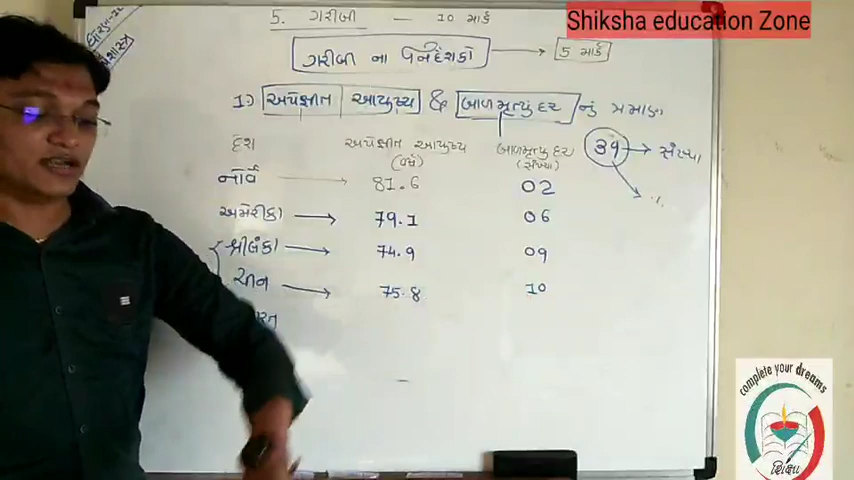 Shiksha education Zone
5. ગરીબી — 10 માર્ક
ગરીબી ના નિર્દેશકો → 5 માર્ક
1) અપેક્ષીત આયુષ્ય & બાળમૃત્યુદર નું પ્રમાણ
દેશ અપેક્ષીત આયુષ્ય (વર્ષ) બાળમૃત્યુદર (સંખ્યા) 39 → સંખ્યા
નોર્વે → 81.6 02 %
અમેરીકા → 79.1 06
શ્રીલંકા → 74.9 09
ચીન → 75.8 10
complete your dreams
શિક્ષા